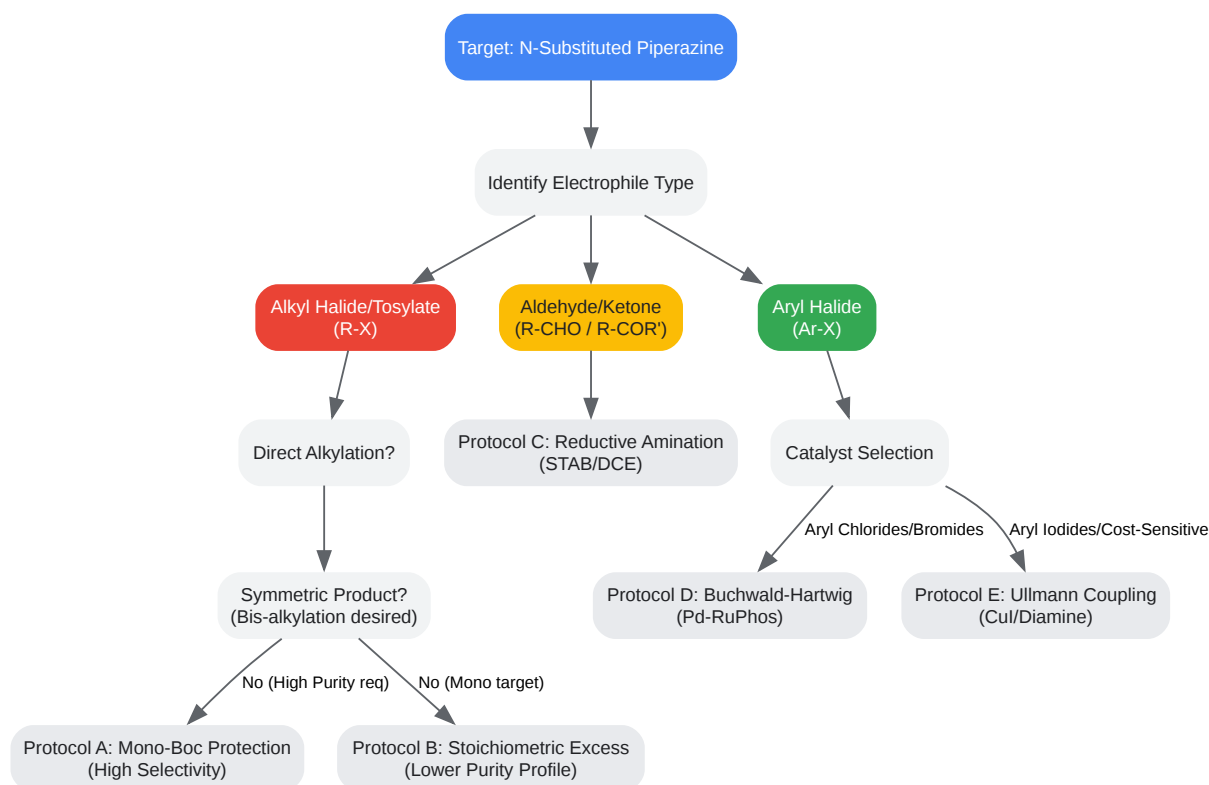 Target: N-Substituted Piperazine
Identify Electrophile Type
Alkyl Halide/Tosylate
(R-X)
Aldehyde/Ketone
(R-CHO / R-COR')
Aryl Halide
(Ar-X)
Direct Alkylation?
Protocol C: Reductive Amination
(STAB/DCE)
Catalyst Selection
Aryl Chlorides/Bromides
Aryl Iodides/Cost-Sensitive
Symmetric Product?
(Bis-alkylation desired)
Protocol D: Buchwald-Hartwig
(Pd-RuPhos)
Protocol E: Ullmann Coupling
(CuI/Diamine)
No (High Purity req)
No (Mono target)
Protocol A: Mono-Boc Protection
(High Selectivity)
Protocol B: Stoichiometric Excess
(Lower Purity Profile)